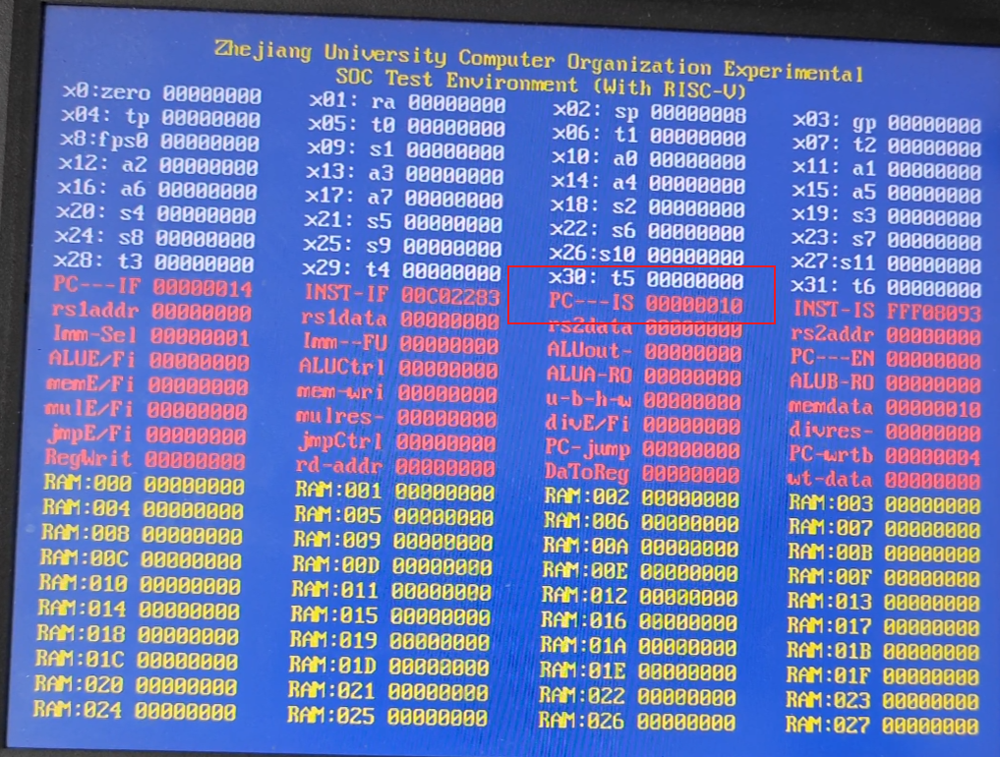 Zhejiang University Computer Organization Experimental
SOC Test Environment (With RISC-V)
x0:zero 00000000 x01: ra 00000000 x02: sp 00000008 x03: gp 00000000
x04: tp 00000000 x05: t0 00000000 x06: t1 00000000 x07: t2 00000000
x8:fps0 00000000 x09: s1 00000000 x10: a0 00000000 x11: a1 00000000
x12: a2 00000000 x13: a3 00000000 x14: a4 00000000 x15: a5 00000000
x16: a6 00000000 x17: a7 00000000 x18: s2 00000000 x19: s3 00000000
x20: s4 00000000 x21: s5 00000000 x22: s6 00000000 x23: s7 00000000
x24: s8 00000000 x25: s9 00000000 x26:s10 00000000 x27:s11 00000000
x28: t3 00000000 x29: t4 00000000 x30: t5 00000000 x31: t6 00000000
PC---IF 00000014 INST-IF 00C02283 PC---IS 00000010 INST-IS FFF08093
rs1addr 00000000 rs1data 00000000 rs2data 00000000 rs2addr 00000000
Imm-Sel 00000001 Imm--FU 00000000 ALUout- 00000000 PC---EN 00000000
ALUE/Fi 00000000 ALUCtrl 00000000 ALUA-RO 00000000 ALUB-RO 00000000
memE/Fi 00000000 mem-wri 00000000 u-b-h-w 00000000 memdata 00000010
mulE/Fi 00000000 mulres- 00000000 divE/Fi 00000000 divres- 00000000
jmpE/Fi 00000000 jmpCtrl 00000000 PC-jump 00000000 PC-wrtb 00000004
RegWrit 00000000 rd-addr 00000000 DaToReg 00000000 wt-data 00000000
RAM:000 00000000 RAM:001 00000000 RAM:002 00000000 RAM:003 00000000
RAM:004 00000000 RAM:005 00000000 RAM:006 00000000 RAM:007 00000000
RAM:008 00000000 RAM:009 00000000 RAM:00A 00000000 RAM:00B 00000000
RAM:00C 00000000 RAM:00D 00000000 RAM:00E 00000000 RAM:00F 00000000
RAM:010 00000000 RAM:011 00000000 RAM:012 00000000 RAM:013 00000000
RAM:014 00000000 RAM:015 00000000 RAM:016 00000000 RAM:017 00000000
RAM:018 00000000 RAM:019 00000000 RAM:01A 00000000 RAM:01B 00000000
RAM:01C 00000000 RAM:01D 00000000 RAM:01E 00000000 RAM:01F 00000000
RAM:020 00000000 RAM:021 00000000 RAM:022 00000000 RAM:023 00000000
RAM:024 00000000 RAM:025 00000000 RAM:026 00000000 RAM:027 00000000